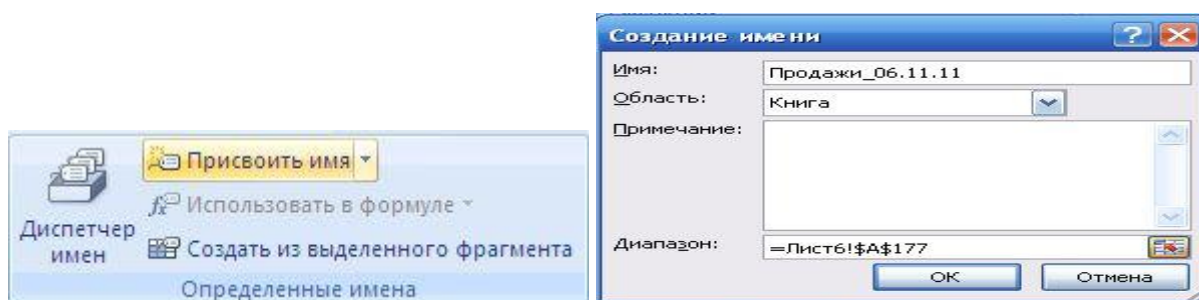 Присвоить имя
Использовать в формуле
Диспетчер имен
Создать из выделенного фрагмента
Определенные имена
Создание имени
Имя: Продажи_06.11.11
Область: Книга
Примечание:
Диапазон: =Лист6!$A$177
ОК Отмена